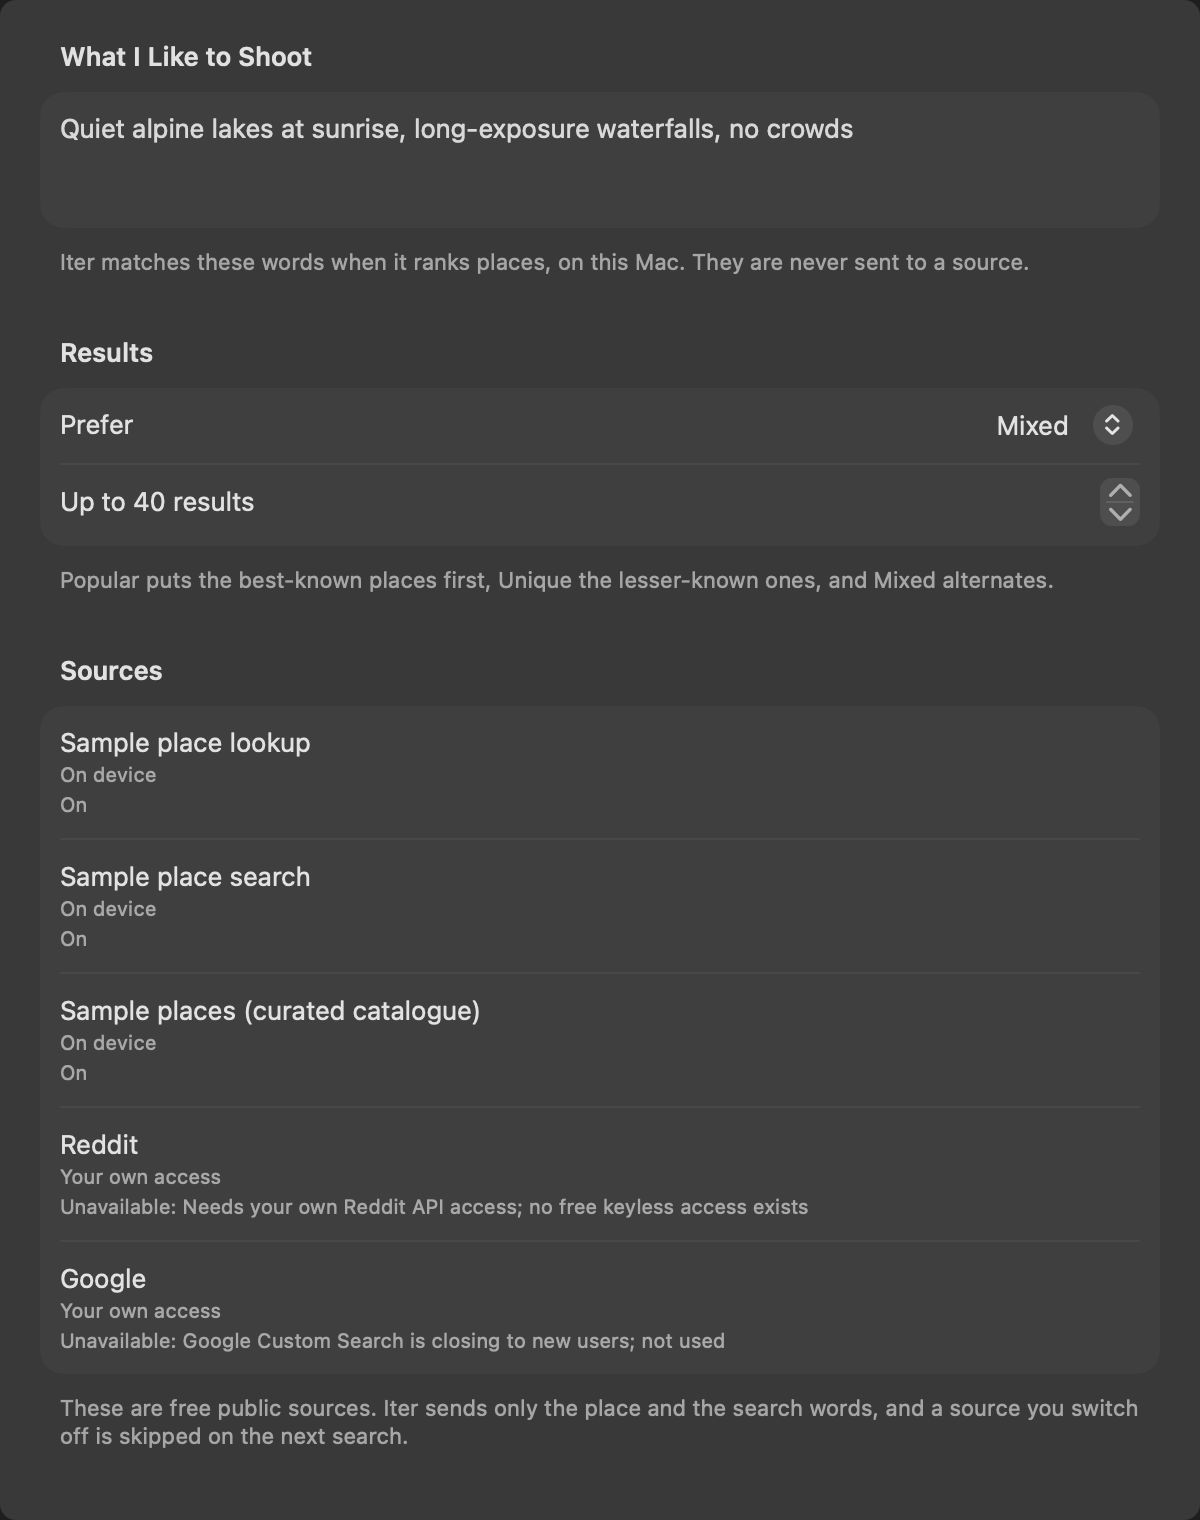 What I Like to Shoot
Quiet alpine lakes at sunrise, long-exposure waterfalls, no crowds
Iter matches these words when it ranks places, on this Mac. They are never sent to a source.
Results
Prefer
Mixed
Up to 40 results
Popular puts the best-known places first, Unique the lesser-known ones, and Mixed alternates.
Sources
Sample place lookup
On device
On
Sample place search
On device
On
Sample places (curated catalogue)
On device
On
Reddit
Your own access
Unavailable: Needs your own Reddit API access; no free keyless access exists
Google
Your own access
Unavailable: Google Custom Search is closing to new users; not used
These are free public sources. Iter sends only the place and the search words, and a source you switch
off is skipped on the next search.